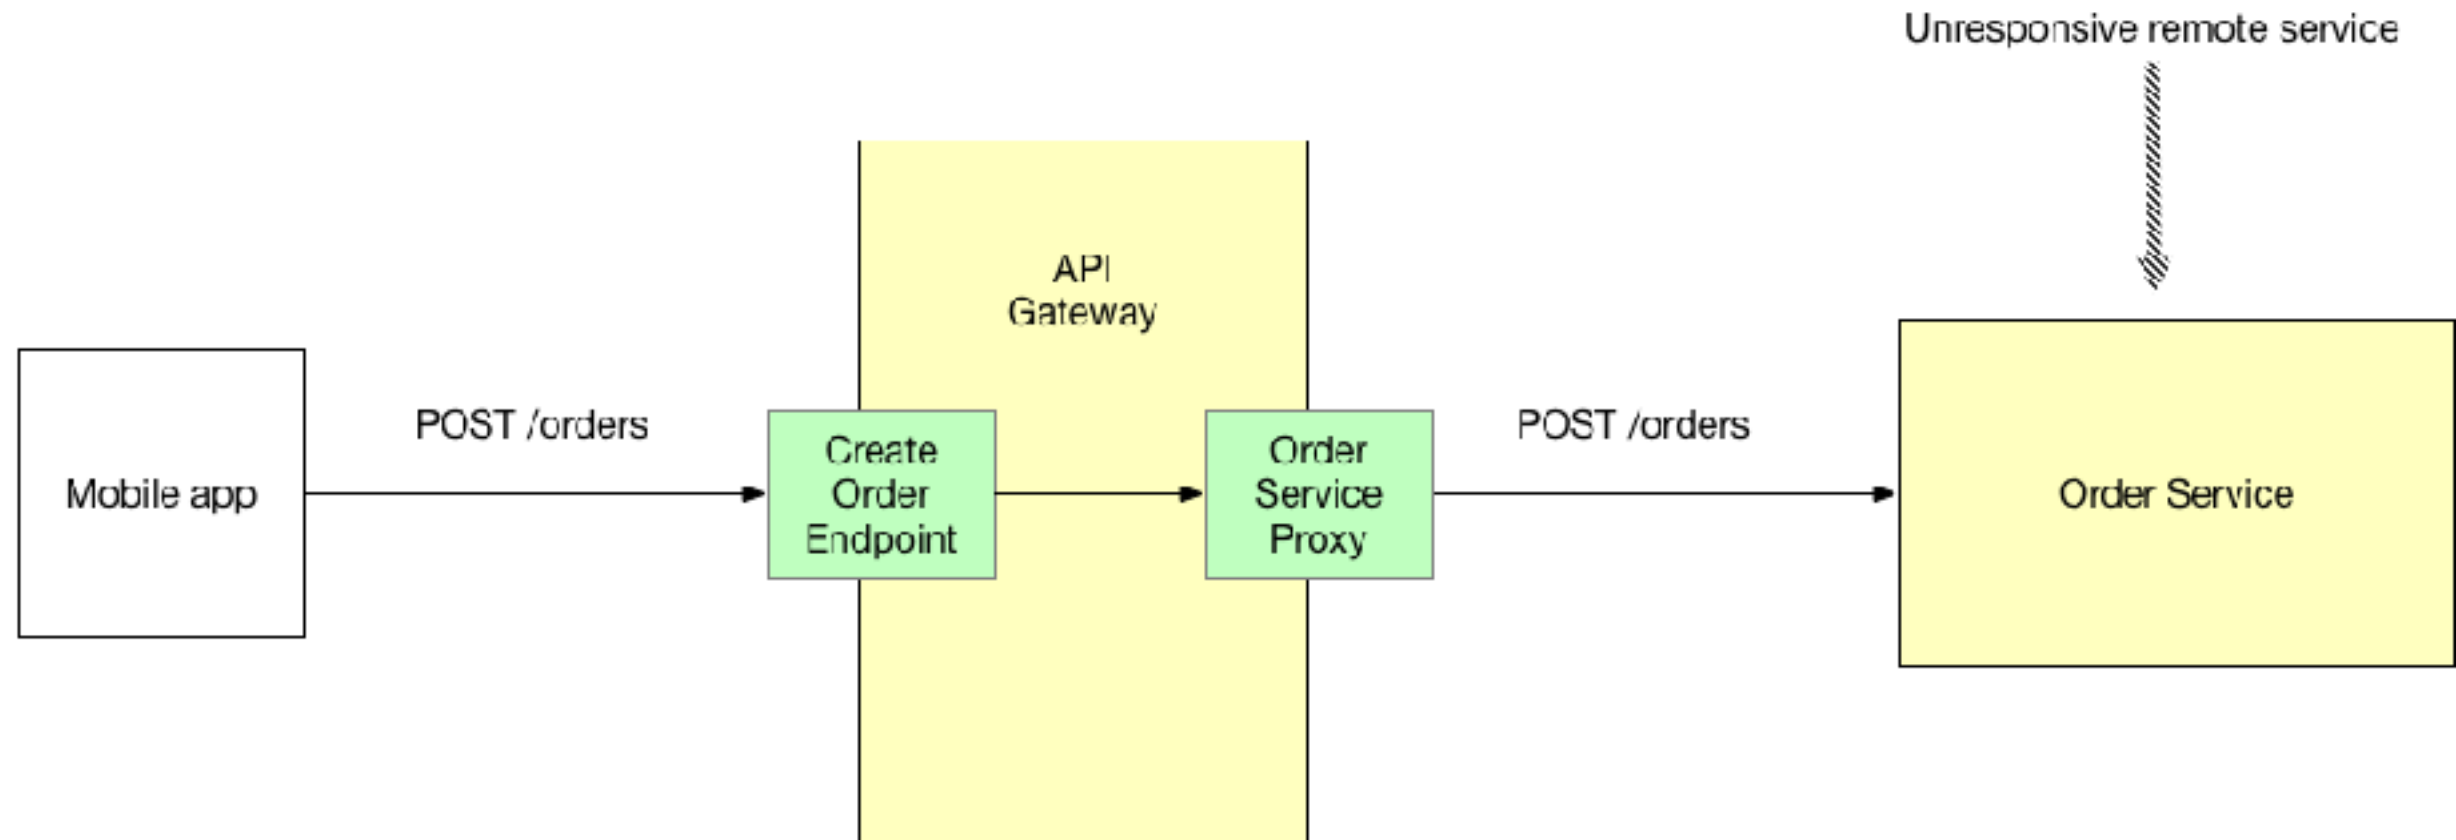 Unresponsive remote service
API
Gateway
Mobile app
POST /orders
Create
Order
Endpoint
Order
Service
Proxy
POST /orders
Order Service